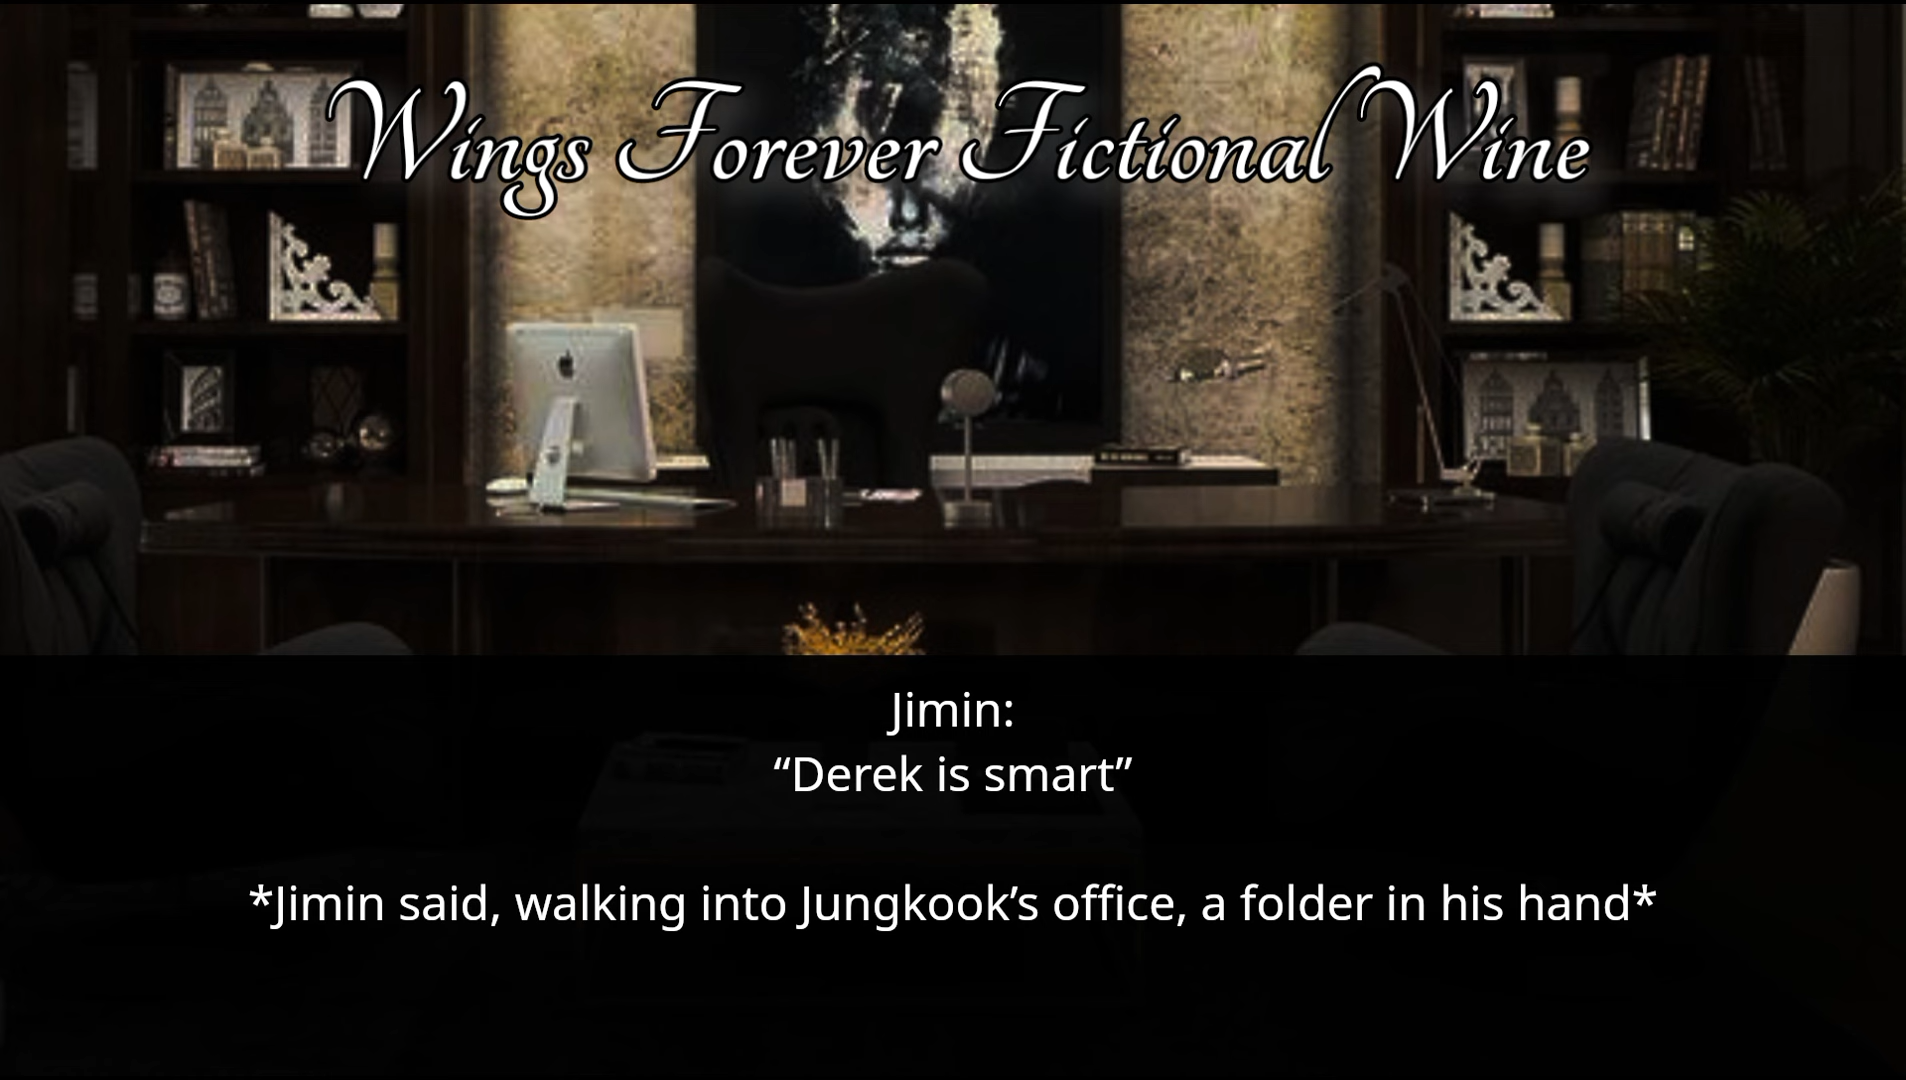 Wings Forever Fictional Wine
Jimin:
“Derek is smart”
*Jimin said, walking into Jungkook’s office, a folder in his hand*